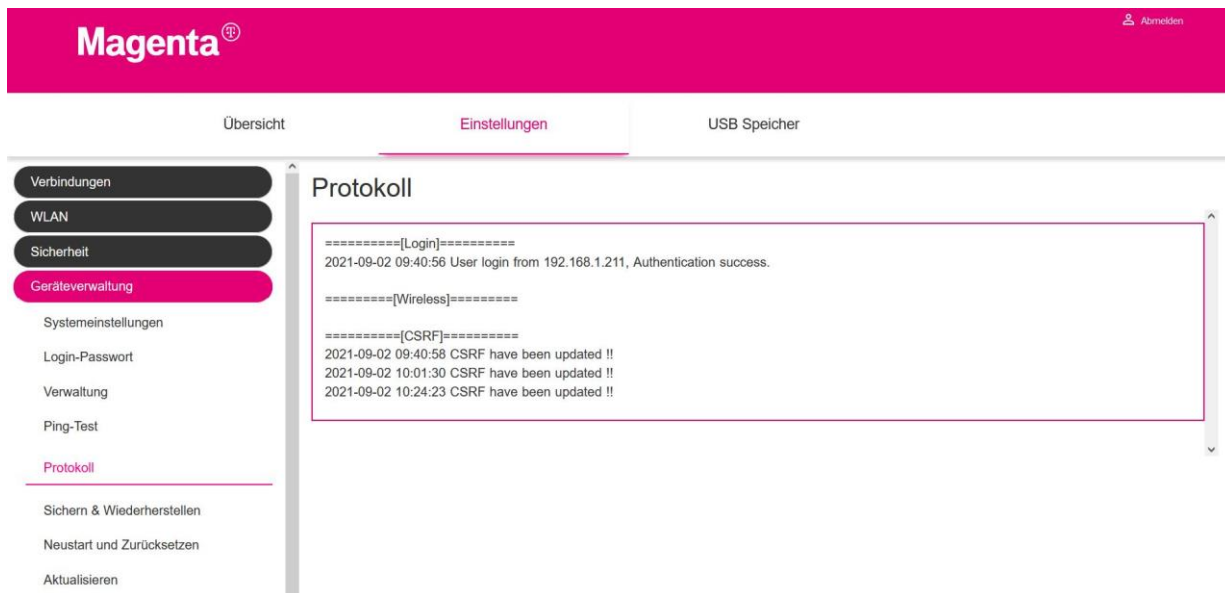 Magenta® T
Abmelden
Übersicht
Einstellungen
USB Speicher
Verbindungen
WLAN
Sicherheit
Geräteverwaltung
Systemeinstellungen
Login-Passwort
Verwaltung
Ping-Test
Protokoll
Sichern & Wiederherstellen
Neustart und Zurücksetzen
Aktualisieren
Protokoll
==========[Login]==========
2021-09-02 09:40:56 User login from 192.168.1.211, Authentication success.
=========[Wireless]=========
==========[CSRF]==========
2021-09-02 09:40:58 CSRF have been updated !!
2021-09-02 10:01:30 CSRF have been updated !!
2021-09-02 10:24:23 CSRF have been updated !!